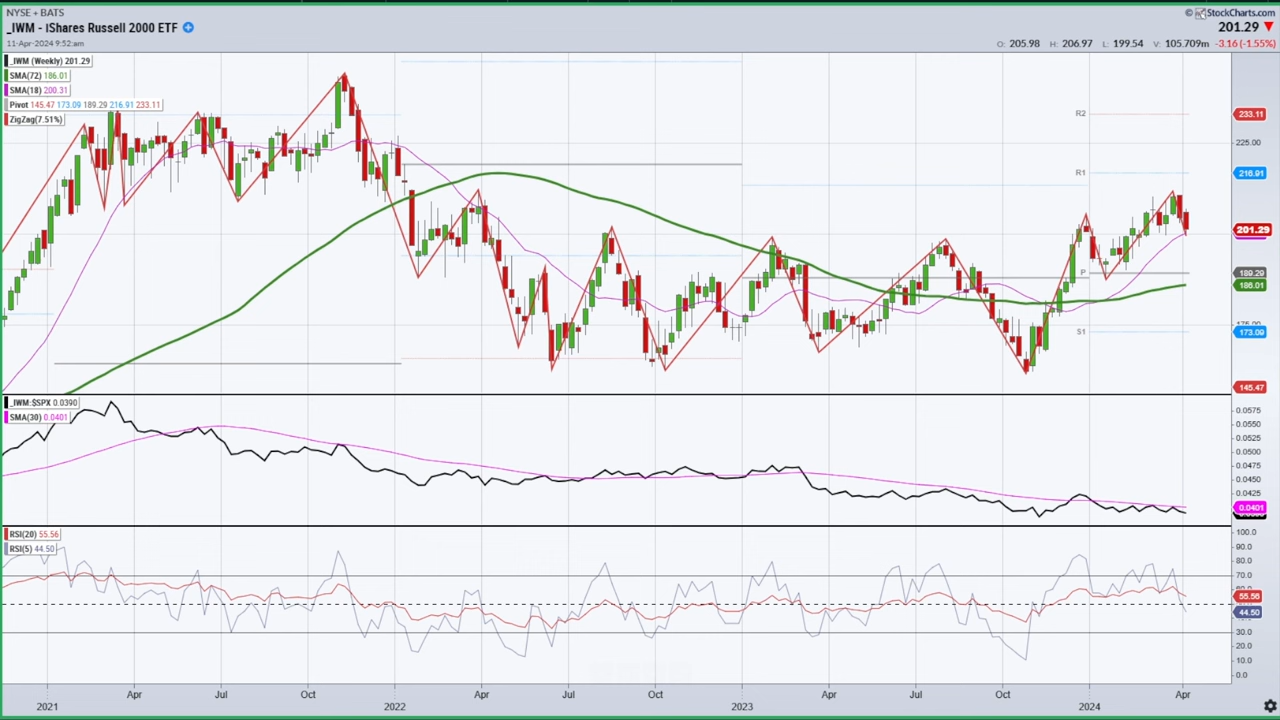 NYSE + BATS
© StockCharts.com
_IWM - iShares Russell 2000 ETF
201.29
11-Apr-2024 9:52am
O: 205.98 H: 206.97 L: 199.54 V: 105.709m -3.16 (-1.55%)
_IWM (Weekly) 201.29
SMA(72) 186.01
SMA(18) 200.31
Pivot 145.47 173.09 189.29 216.91 233.11
ZigZag(7.51%)
R2
233.11
225.00
R1
216.91
201.29
P
189.29
186.01
175.00
S1
173.09
145.47
_IWM:$SPX 0.0390
SMA(30) 0.0401
0.0575
0.0550
0.0525
0.0500
0.0475
0.0450
0.0425
0.0401
RSI(20) 55.56
RSI(5) 44.50
100.0
90.0
80.0
70.0
55.56
44.50
30.0
20.0
10.0
0.0
Apr Jul Oct Apr Jul Oct Apr Jul Oct Apr
2021 2022 2023 2024